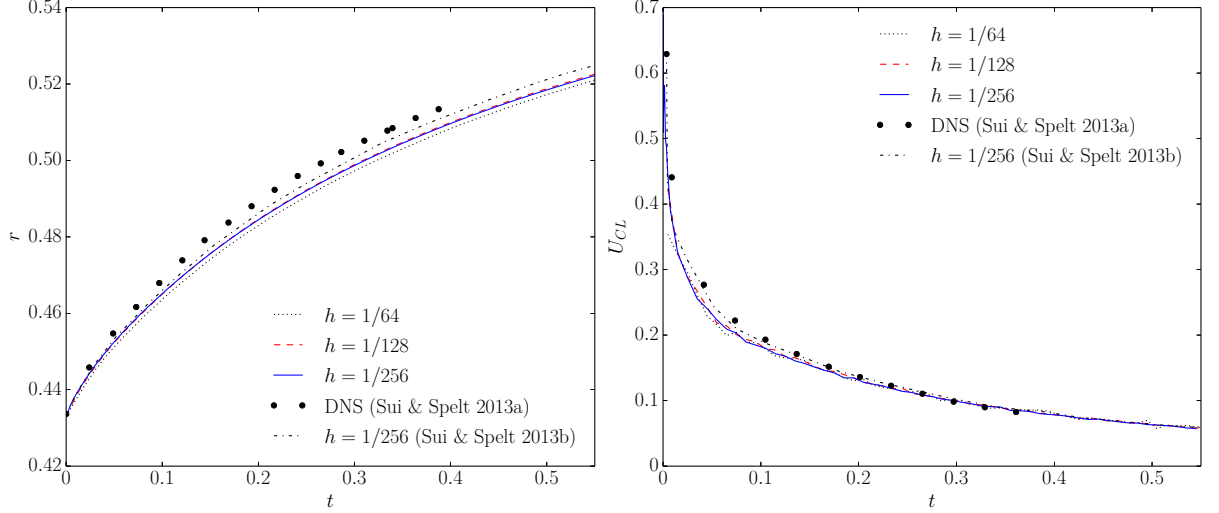 0.54
0.52
0.50
0.48
0.46
0.44
0.42
r
h = 1/64
h = 1/128
h = 1/256
DNS (Sui & Spelt 2013a)
h = 1/256 (Sui & Spelt 2013b)
0 0.1 0.2 0.3 0.4 0.5
t
0.7
0.6
0.5
0.4
0.3
0.2
0.1
0
U_{CL}
h = 1/64
h = 1/128
h = 1/256
DNS (Sui & Spelt 2013a)
h = 1/256 (Sui & Spelt 2013b)
0 0.1 0.2 0.3 0.4 0.5
t